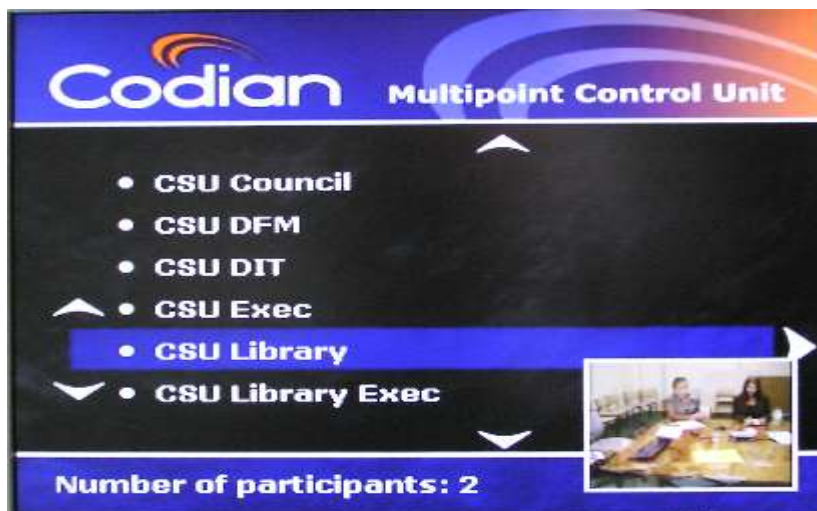 Codian Multipoint Control Unit
• CSU Council
• CSU DFM
• CSU DIT
• CSU Exec
• CSU Library
• CSU Library Exec
Number of participants: 2